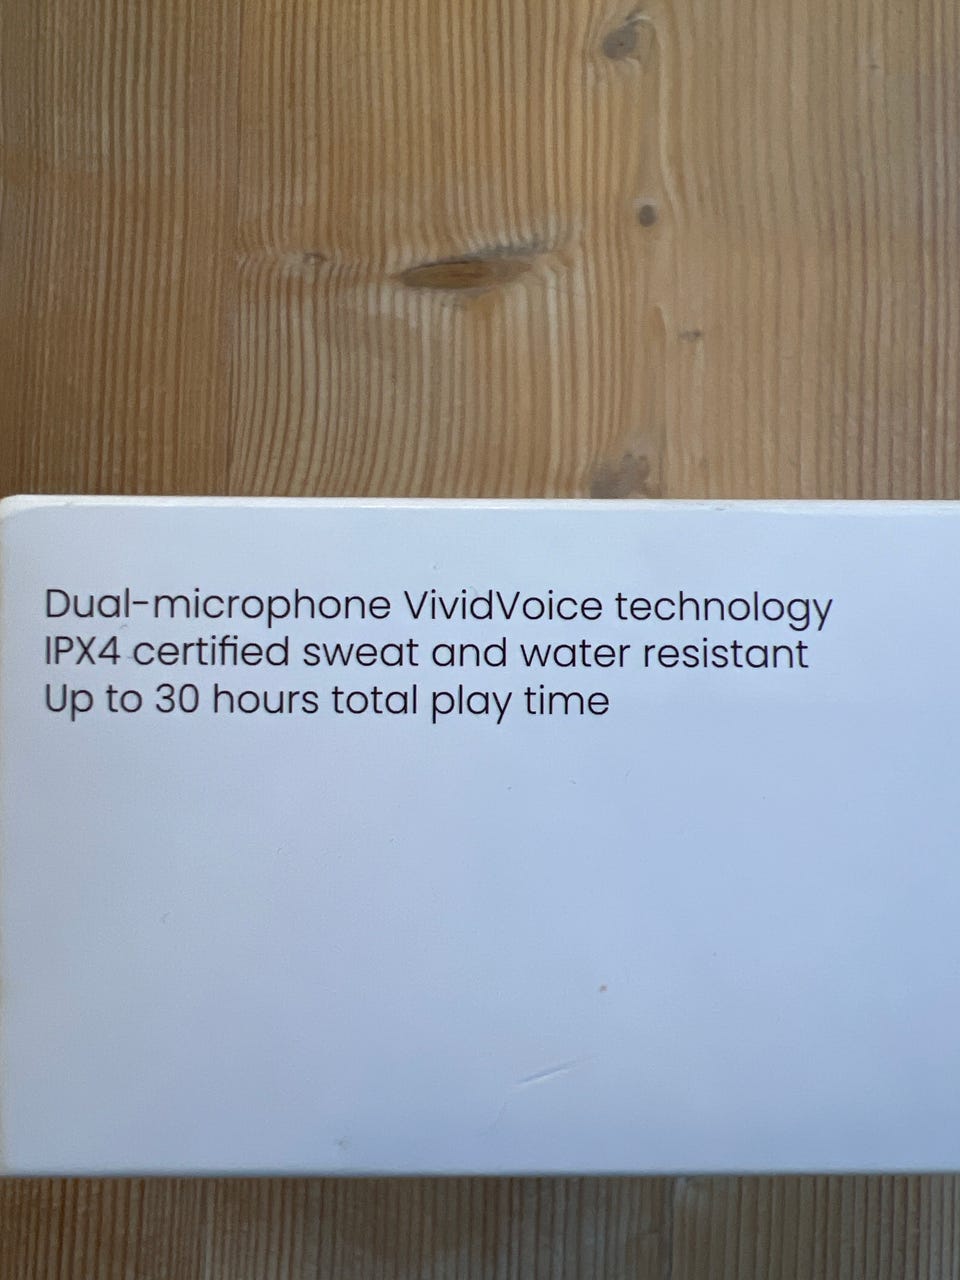 Dual-microphone VividVoice technology
IPX4 certified sweat and water resistant
Up to 30 hours total play time